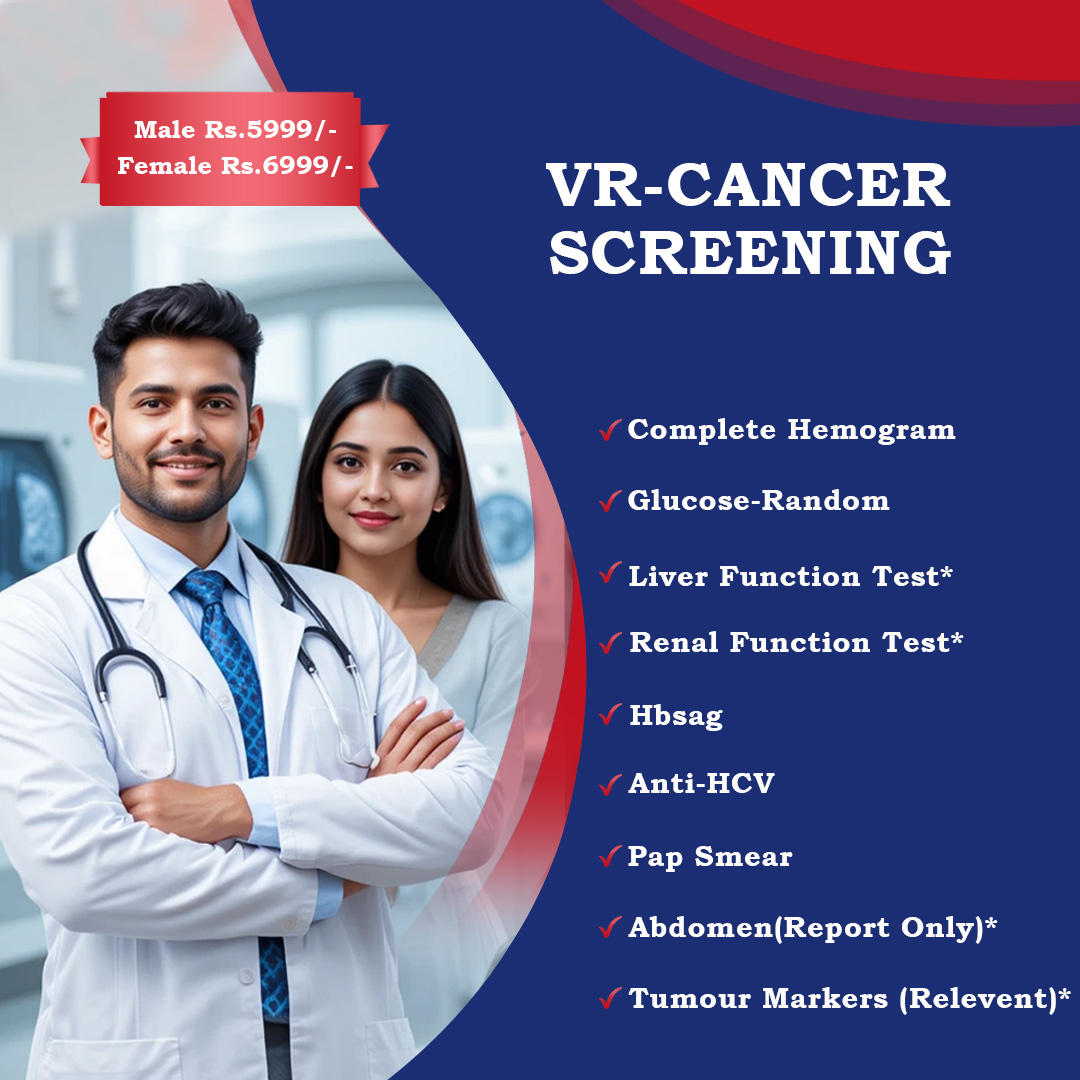 Male Rs.5999/-
Female Rs.6999/-
VR-CANCER
SCREENING
Complete Hemogram
Glucose-Random
Liver Function Test*
Renal Function Test*
Hbsag
Anti-HCV
Pap Smear
Abdomen(Report Only)*
Tumour Markers (Relevent)*